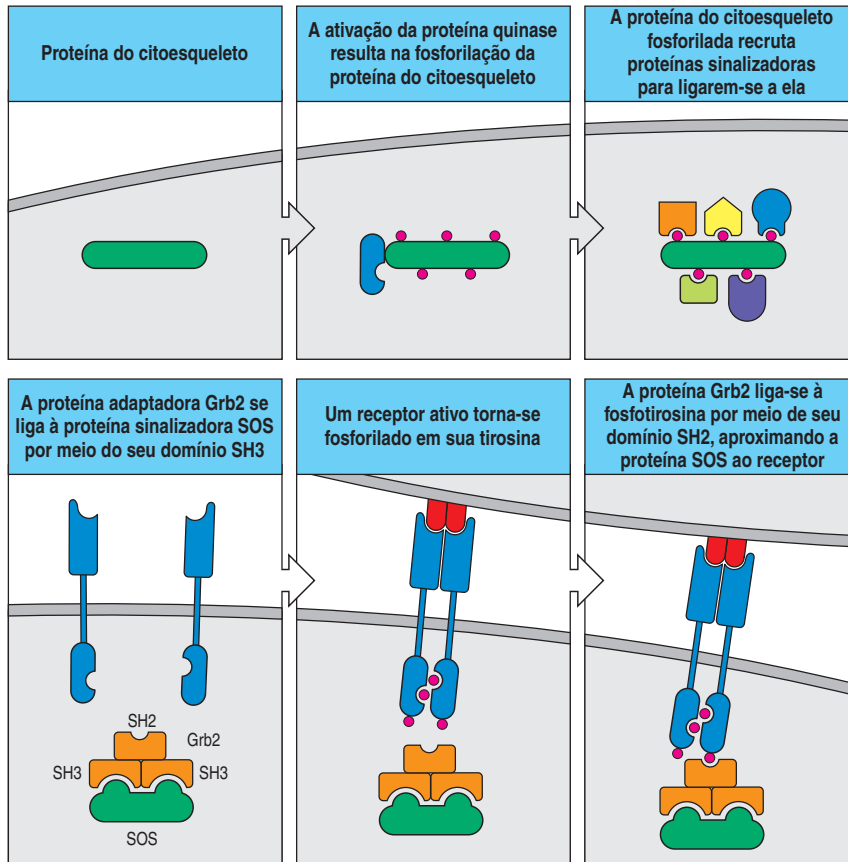 Proteína do citoesqueleto
A ativação da proteína quinase
resulta na fosforilação da
proteína do citoesqueleto
A proteína do citoesqueleto
fosforilada recruta
proteínas sinalizadoras
para ligarem-se a ela
A proteína adaptadora Grb2 se
liga à proteína sinalizadora SOS
por meio do seu domínio SH3
Um receptor ativo torna-se
fosforilado em sua tirosina
A proteína Grb2 liga-se à
fosfotirosina por meio de seu
domínio SH2, aproximando a
proteína SOS ao receptor
SH2
Grb2
SH3
SH3
SOS